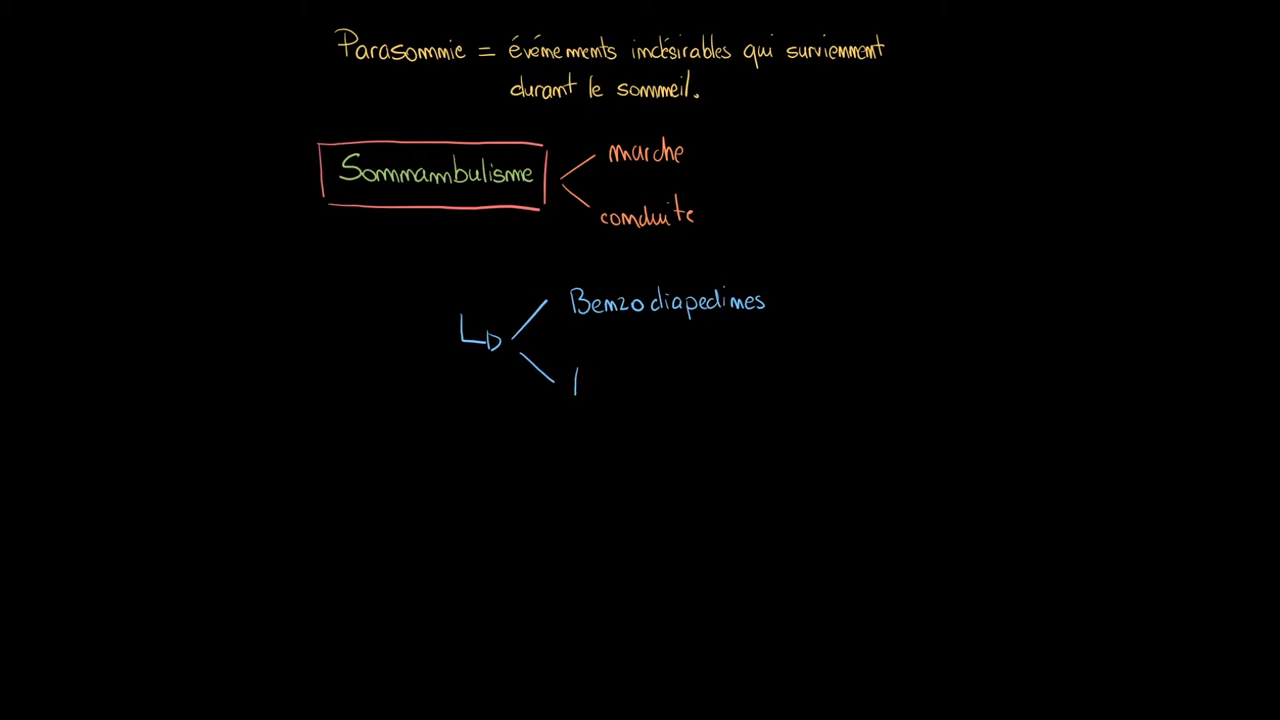 Parasomnie = événements indésirables qui surviennent
durant le sommeil.
Somnambulisme
marche
conduite
Benzodiapedines